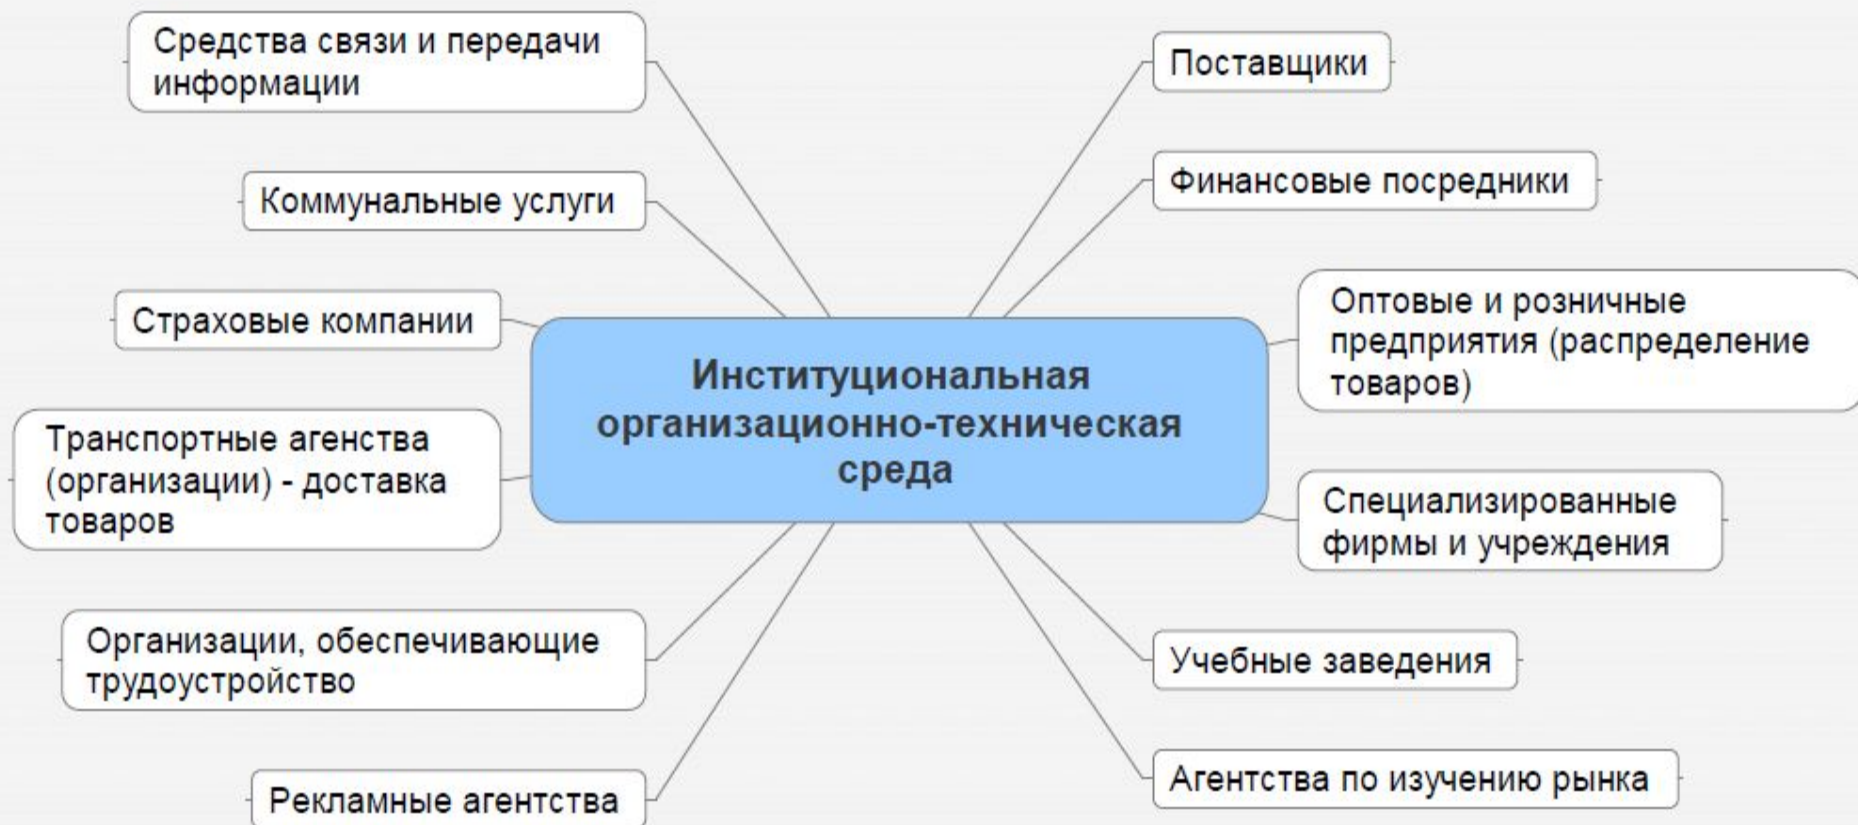 Средства связи и передачи
информации
Коммунальные услуги
Страховые компании
Транспортные агенства
(организации) - доставка
товаров
Организации, обеспечивающие
трудоустройство
Рекламные агентства
Институциональная
организационно-техническая
среда
Поставщики
Финансовые посредники
Оптовые и розничные
предприятия (распределение
товаров)
Специализированные
фирмы и учреждения
Учебные заведения
Агентства по изучению рынка